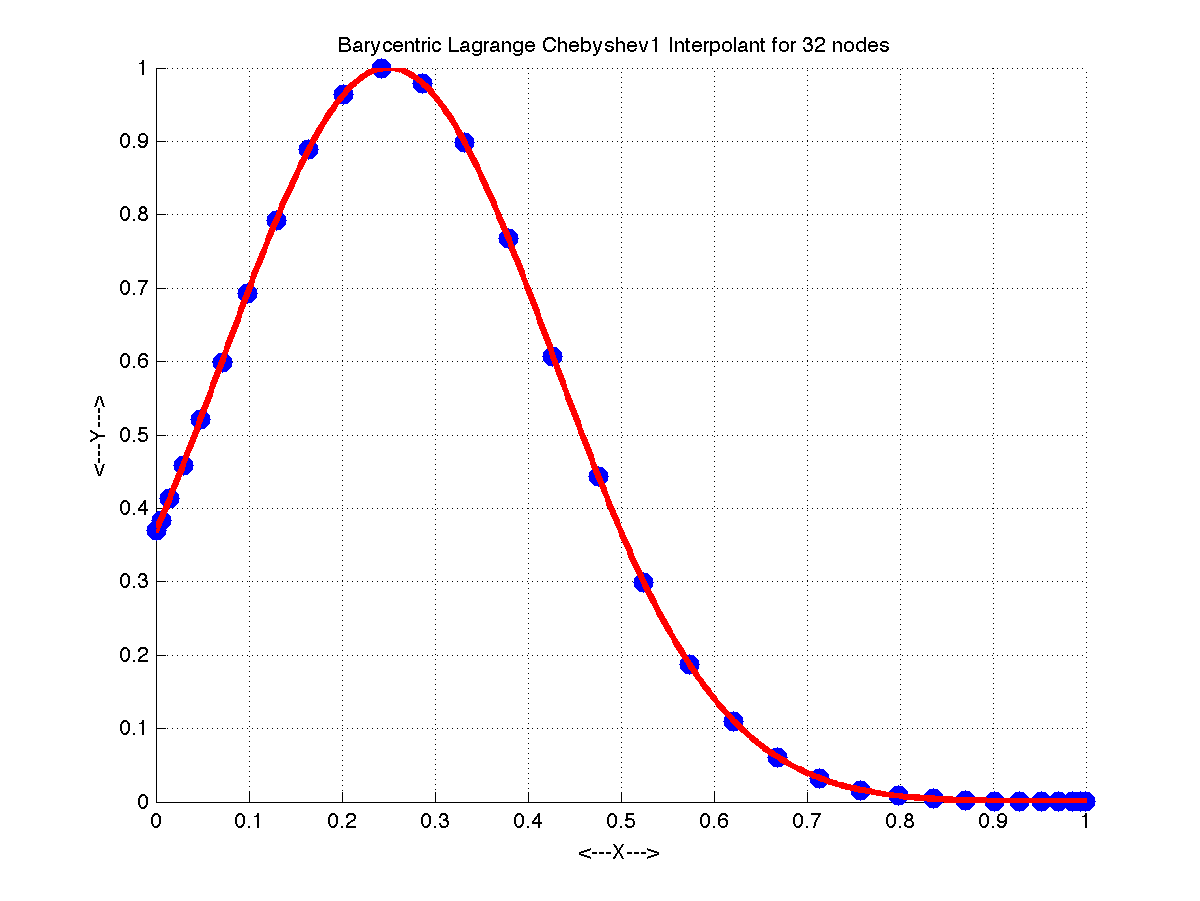 Barycentric Lagrange Chebyshev1 Interpolant for 32 nodes
1
0.9
0.8
0.7
0.6
0.5
0.4
0.3
0.2
0.1
0
<---Y--->
0 0.1 0.2 0.3 0.4 0.5 0.6 0.7 0.8 0.9 1
<---X--->